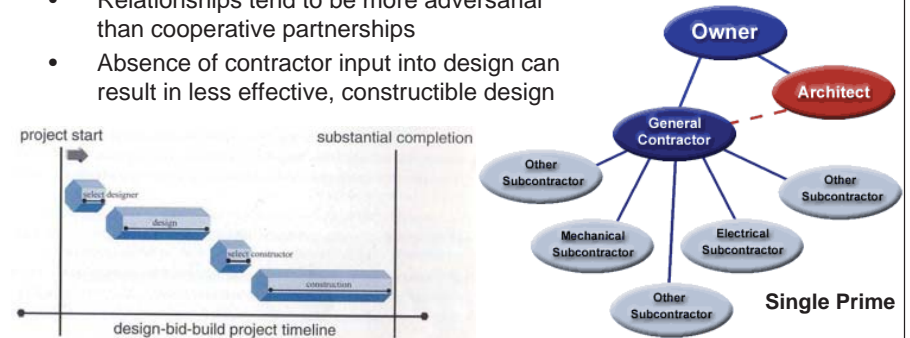 • Relationships tend to be more adversarial
than cooperative partnerships
• Absence of contractor input into design can
result in less effective, constructible design
project start
substantial completion
select designer
design
select constructor
construction
design-bid-build project timeline
Owner
Architect
General
Contractor
Other
Subcontractor
Other
Subcontractor
Mechanical
Subcontractor
Electrical
Subcontractor
Other
Subcontractor
Single Prime